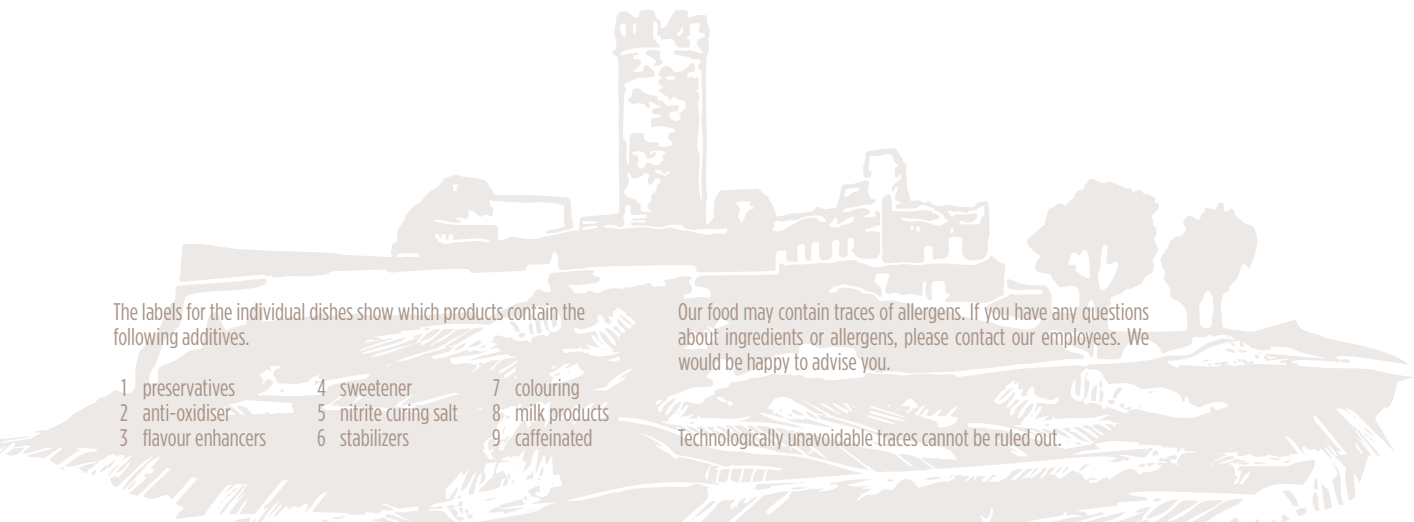 The labels for the individual dishes show which products contain the
following additives.
1 preservatives
2 anti-oxidiser
3 flavour enhancers
4 sweetener
5 nitrite curing salt
6 stabilizers
7 colouring
8 milk products
9 caffeinated
Our food may contain traces of allergens. If you have any questions
about ingredients or allergens, please contact our employees. We
would be happy to advise you.
Technologically unavoidable traces cannot be ruled out.